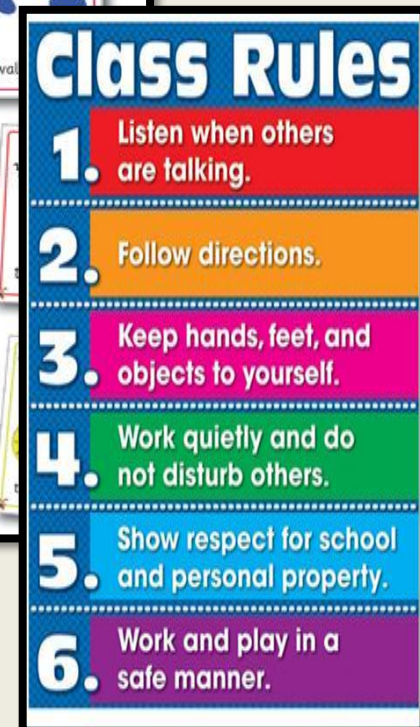 Class Rules
1. Listen when others
are talking.
2. Follow directions.
3. Keep hands, feet, and
objects to yourself.
4. Work quietly and do
not disturb others.
5. Show respect for school
and personal property.
6. Work and play in a
safe manner.